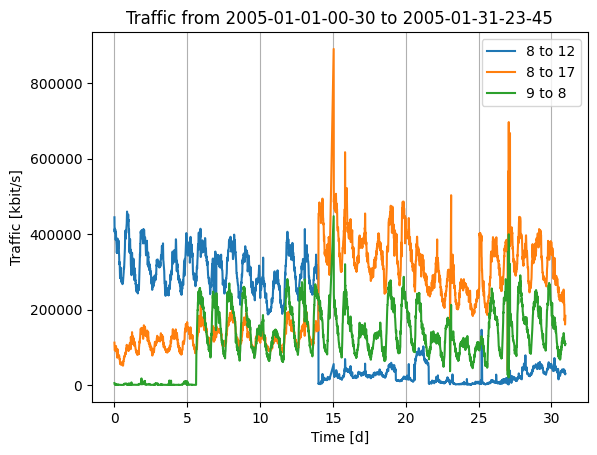 Traffic from 2005-01-01-00-30 to 2005-01-31-23-45
8 to 12
8 to 17
9 to 8
Traffic [kbit/s]
800000
600000
400000
200000
0
0 5 10 15 20 25 30
Time [d]